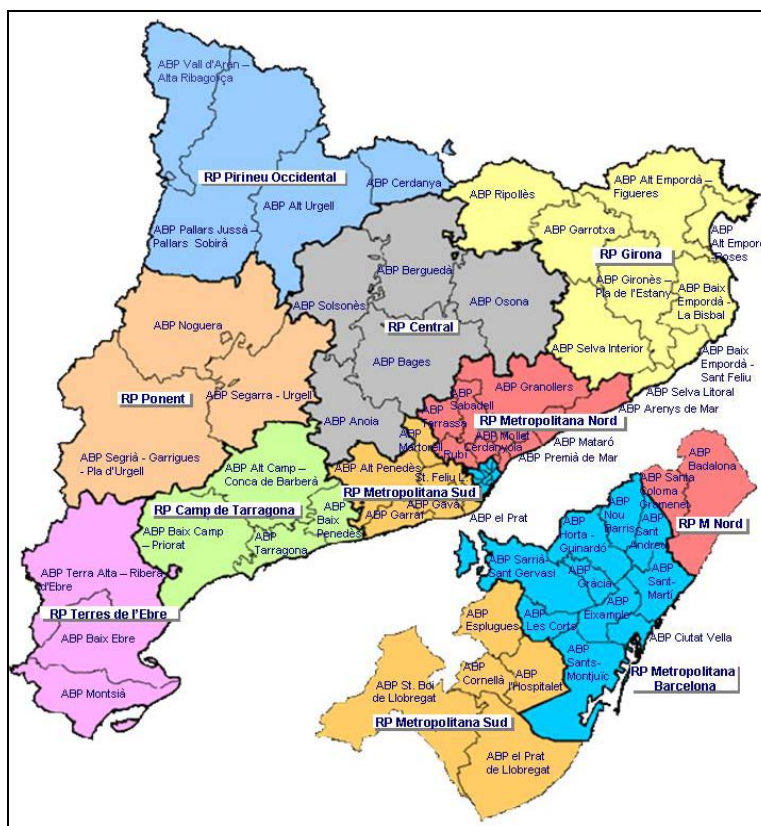 ABP Vall d'Aran –
Alta Ribagorça
RP Pirineu Occidental
ABP Cerdanya
ABP Alt Urgell
ABP Pallars Jussà
Pallars Sobirà
ABP Ripollès
ABP Alt Empordà –
Figueres
ABP Garrotxa
ABP
Alt Empor
Roses
RP Girona
ABP Gironès –
Pla de l'Estany
ABP Baix
Empordà -
La Bisbal
ABP Selva Interior
ABP Baix
Empordà -
Sant Feliu
ABP Selva Litoral
ABP Arenys de Mar
ABP Berguedà
ABP Solsonès
ABP Osona
RP Central
ABP Bages
ABP Anoia
ABP Noguera
RP Ponent
ABP Segarra - Urgell
ABP Segrià - Garrigues
- Pla d'Urgell
ABP Granollers
ABP
Sabadell
ABP
Terrassa
RP Metropolitana Nord
ABP Mollet
Cerdanyola
Rubí
ABP Mataró
ABP Premià de Mar
ABP
Martorell
ABP Alt Penedès
St. Feliu L.
RP Metropolitana Sud
ABP Gavà
ABP Garraf
ABP el Prat
ABP Alt Camp –
Conca de Barberà
RP Camp de Tarragona
ABP Baix Camp
– Priorat
ABP
Tarragona
ABP
Baix
Penedès
ABP Terra Alta – Ribera
d'Ebre
RP Terres de l'Ebre
ABP Baix Ebre
ABP Montsià
ABP
Badalona
ABP Santa
Coloma
Gramenet
RP M Nord
ABP
Nou
Barris
ABP
Sant
Andreu
ABP
Horta -
Guinardó
ABP Sarrià-
Sant Gervasi
ABP
Gràcia
ABP
Sant-
Martí
ABP
Eixample
ABP
Les Corts
ABP Ciutat Vella
ABP
Sants-
Montjuïc
RP Metropolitana
Barcelona
ABP
Esplugues
ABP
Cornellà
ABP
l'Hospitalet
ABP St. Boi
de Llobregat
RP Metropolitana Sud
ABP el Prat
de Llobregat